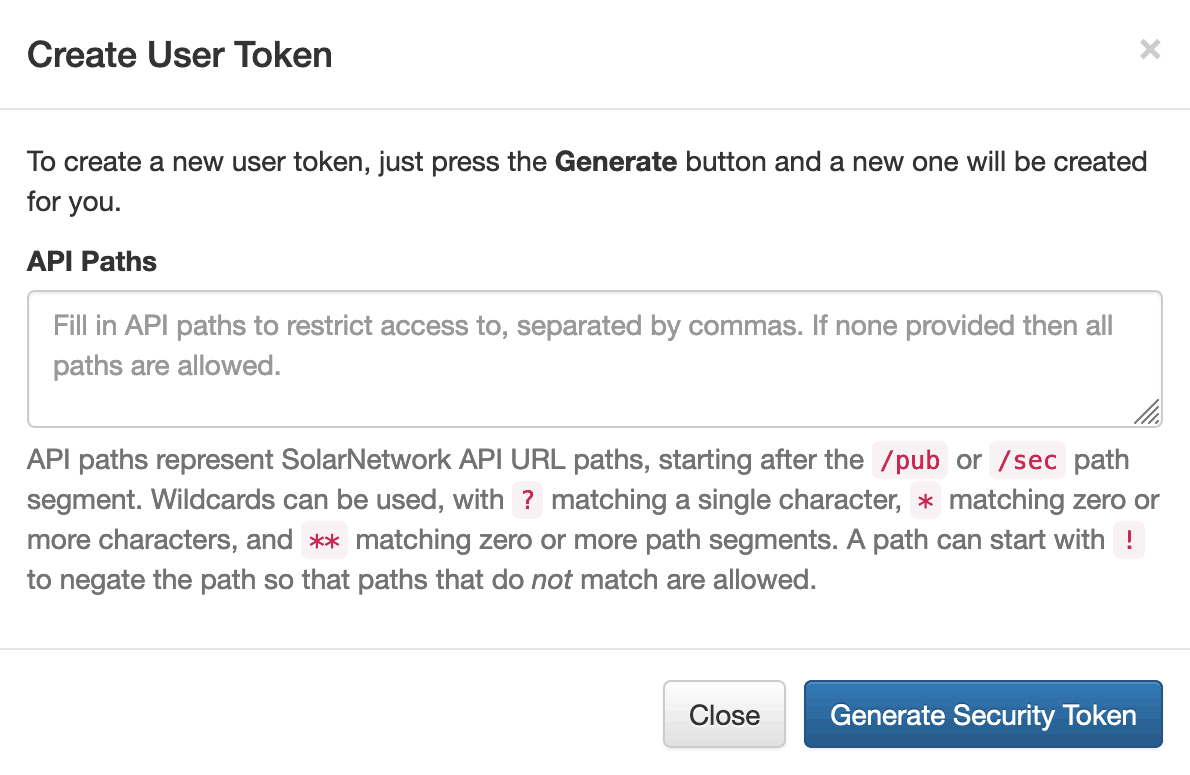 Create User Token
×
To create a new user token, just press the Generate button and a new one will be created
for you.
API Paths
Fill in API paths to restrict access to, separated by commas. If none provided then all
paths are allowed.
API paths represent SolarNetwork API URL paths, starting after the /pub or /sec path
segment. Wildcards can be used, with ? matching a single character, * matching zero or
more characters, and ** matching zero or more path segments. A path can start with !
to negate the path so that paths that do not match are allowed.
Close
Generate Security Token